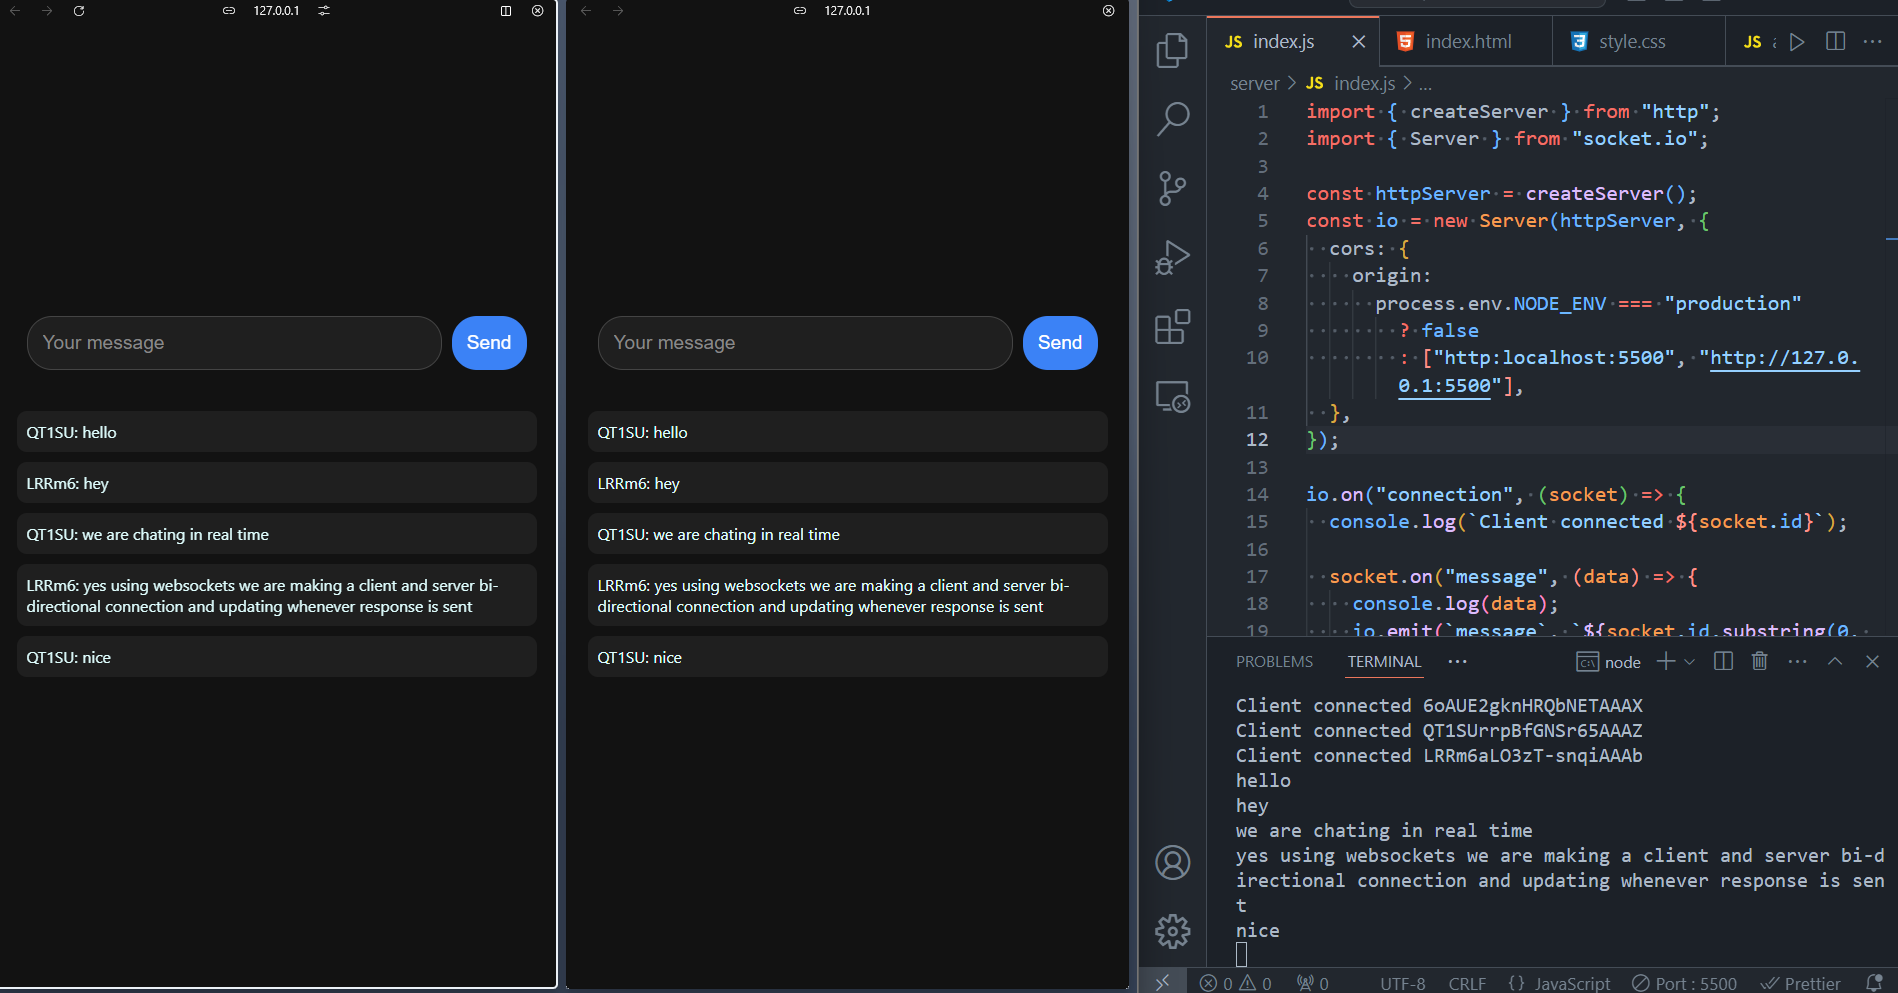 127.0.0.1
Your message
Send
QT1SU: hello
LRRm6: hey
QT1SU: we are chating in real time
LRRm6: yes using websockets we are making a client and server bi-
directional connection and updating whenever response is sent
QT1SU: nice
127.0.0.1
Your message
Send
QT1SU: hello
LRRm6: hey
QT1SU: we are chating in real time
LRRm6: yes using websockets we are making a client and server bi-
directional connection and updating whenever response is sent
QT1SU: nice
JS index.js
index.html
style.css
JS
server > JS index.js > ...
1 import { createServer } from "http";
2 import { Server } from "socket.io";
3
4 const httpServer = createServer();
5 const io = new Server(httpServer, {
6 cors: {
7 origin:
8 process.env.NODE_ENV === "production"
9 ? false
10 : ["http:localhost:5500", "http://127.0.
0.1:5500"],
11 },
12 });
13
14 io.on("connection", (socket) => {
15 console.log(`Client connected ${socket.id}`);
16
17 socket.on("message", (data) => {
18 console.log(data);
19 io.emit(`message`, `${socket.id.substring(0,
PROBLEMS TERMINAL ... node
Client connected 6oAUE2gknHRQbNETAAAX
Client connected QT1SUrrpBfGNSr65AAAZ
Client connected LRRm6aLO3zT-snqiAAAb
hello
hey
we are chating in real time
yes using websockets we are making a client and server bi-d
irectional connection and updating whenever response is sen
t
nice
0 0 0 UTF-8 CRLF {} JavaScript Port : 5500 Prettier